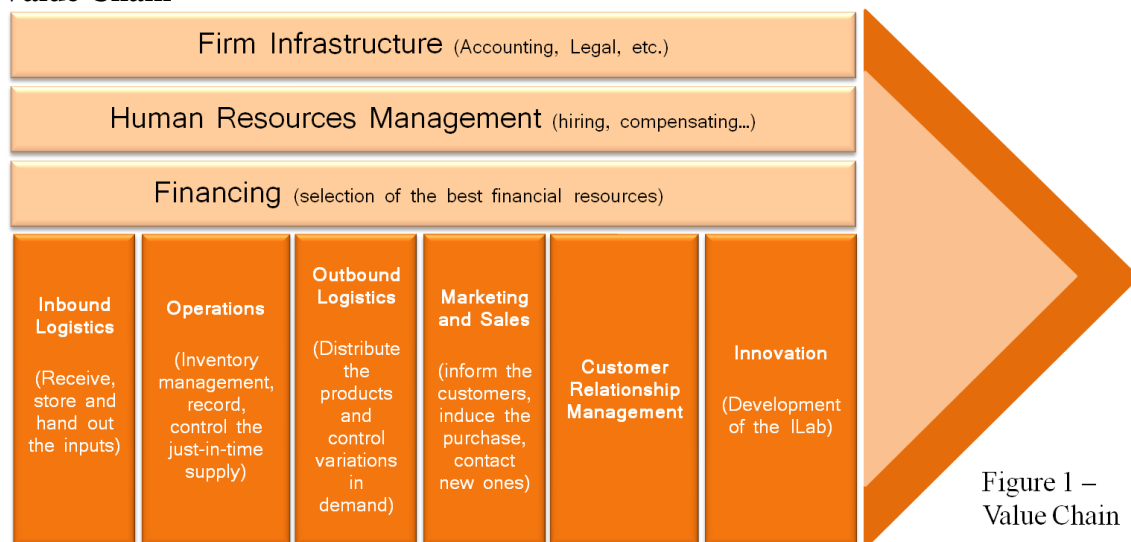 Value Chain
Firm Infrastructure (Accounting, Legal, etc.)
Human Resources Management (hiring, compensating...)
Financing (selection of the best financial resources)
Inbound
Logistics
(Receive,
store and
hand out
the inputs)
Operations
(Inventory
management,
record,
control the
just-in-time
supply)
Outbound
Logistics
(Distribute
the
products
and
control
variations
in
demand)
Marketing
and Sales
(inform the
customers,
induce the
purchase,
contact
new ones)
Customer
Relationship
Management
Innovation
(Development
of the ILab)
Figure 1 –
Value Chain